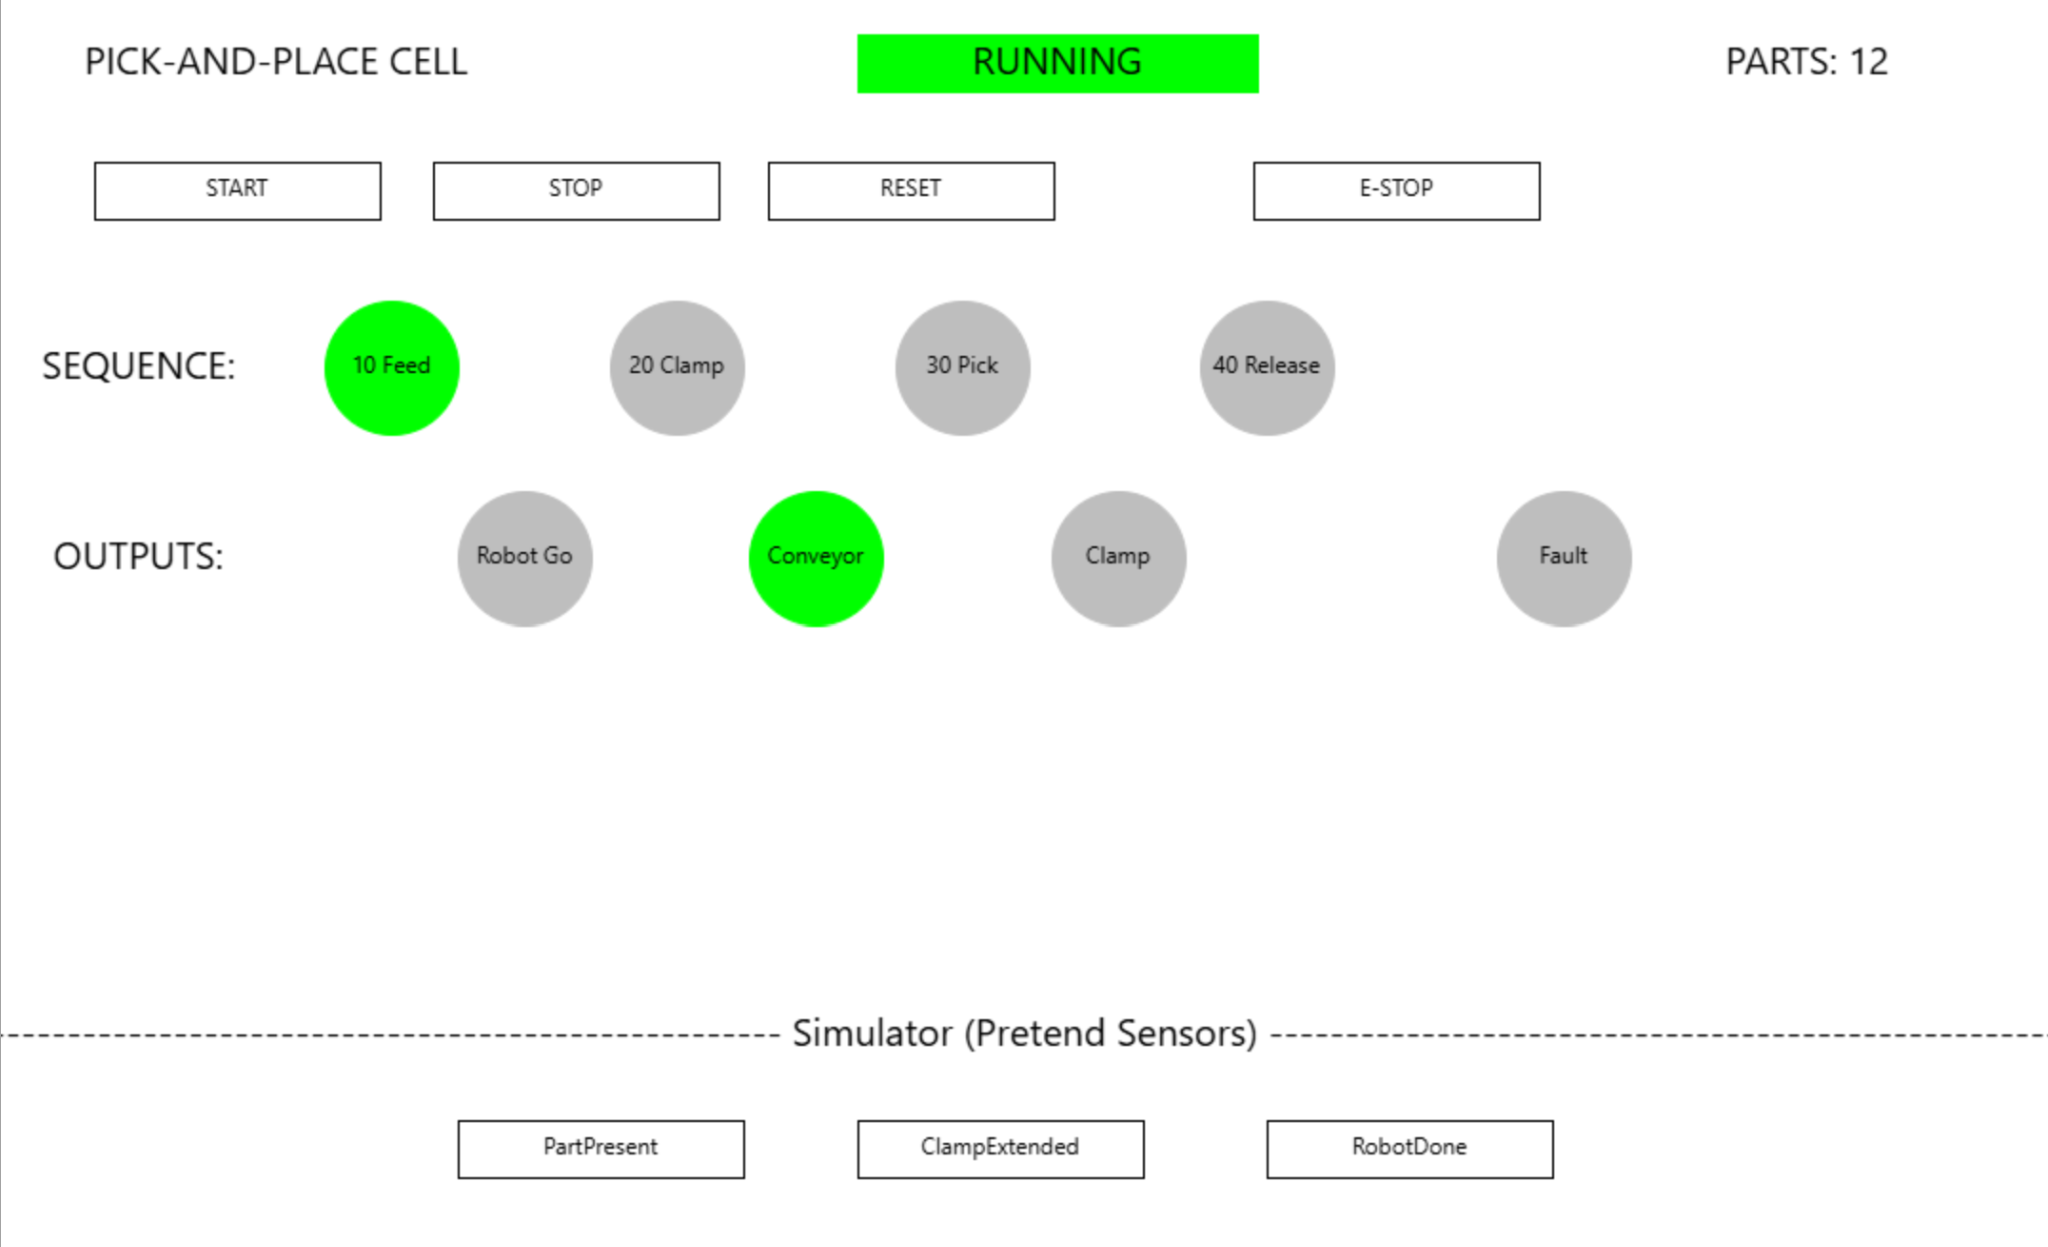 PICK-AND-PLACE CELL RUNNING PARTS: 12
START STOP RESET E-STOP
SEQUENCE: 10 Feed 20 Clamp 30 Pick 40 Release
OUTPUTS: Robot Go Conveyor Clamp Fault
Simulator (Pretend Sensors)
PartPresent ClampExtended RobotDone